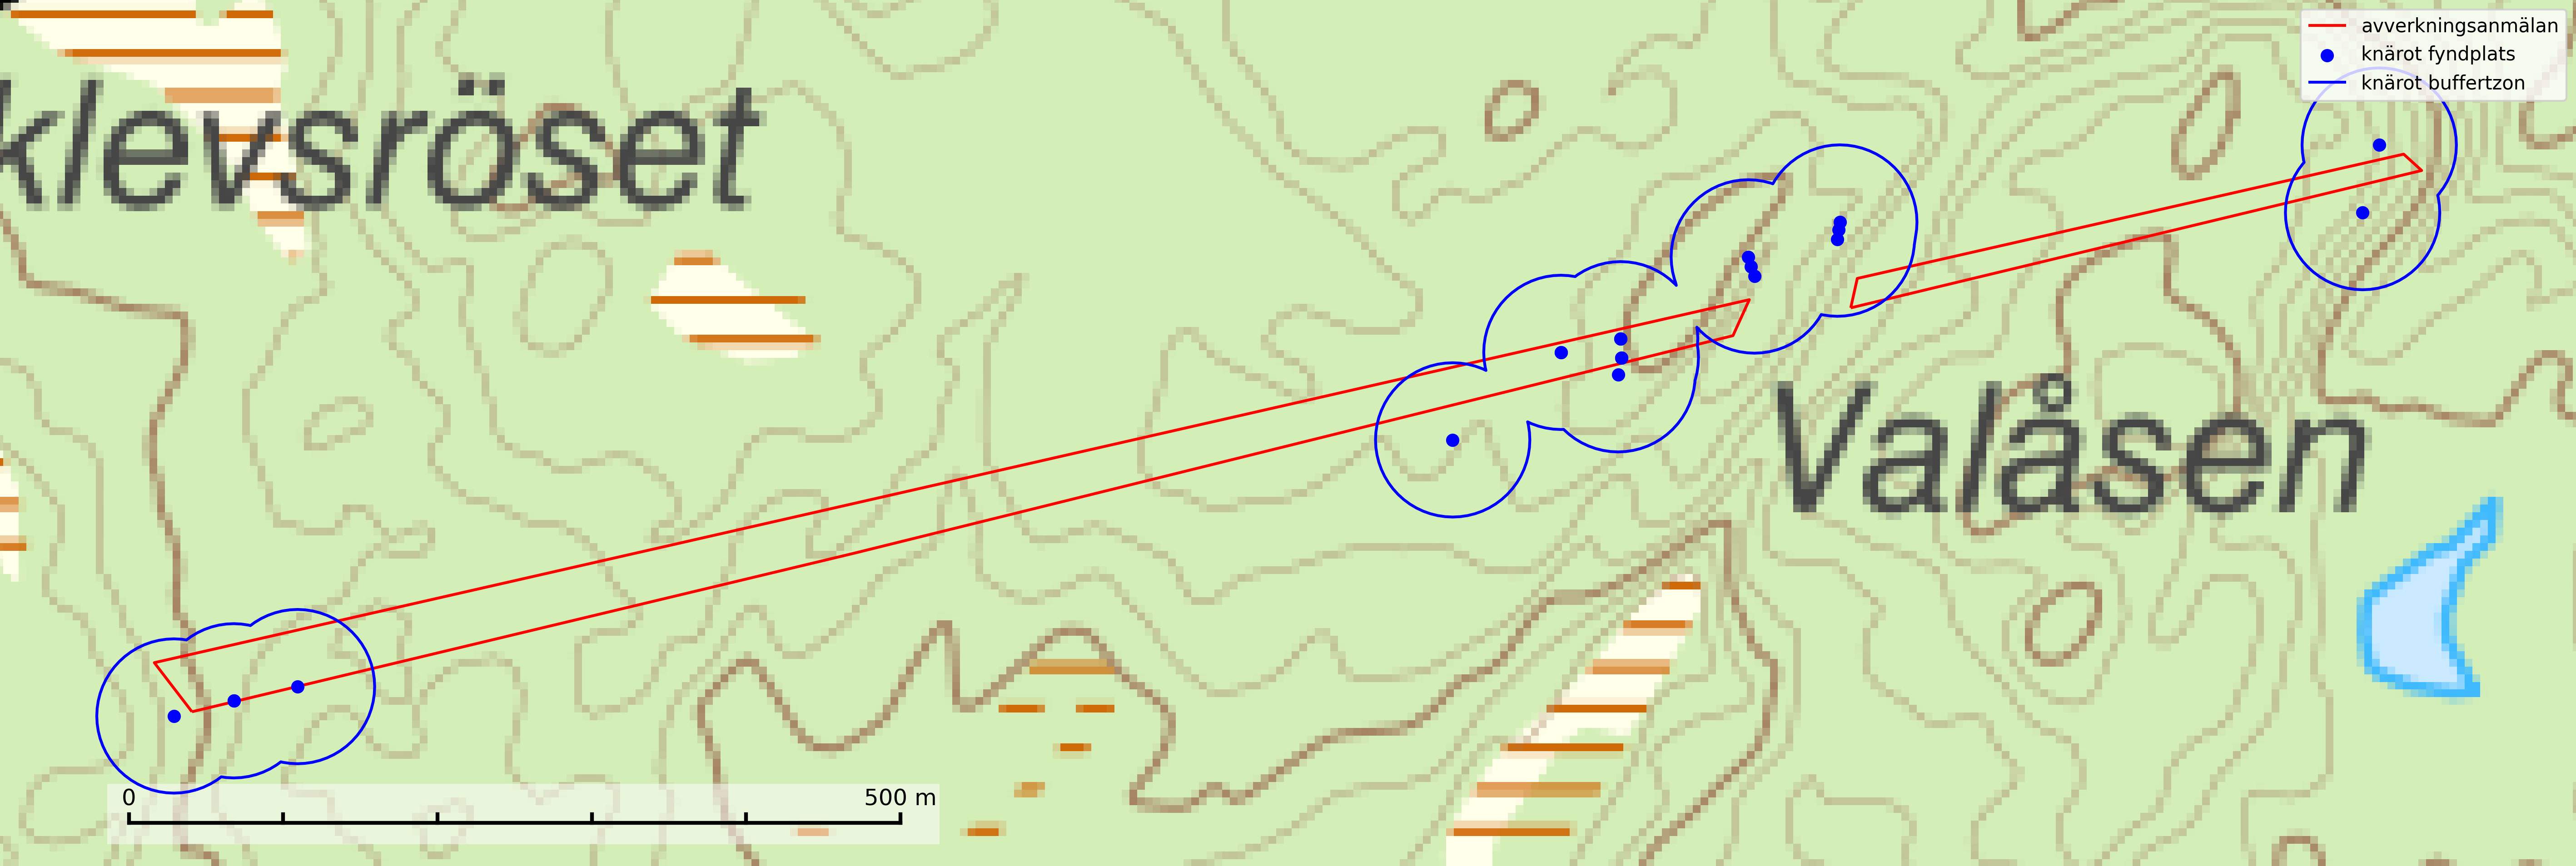 avverkningsanmälan
knärot fyndplats
knärot buffertzon
klevsröset
Valåsen
0 500 m